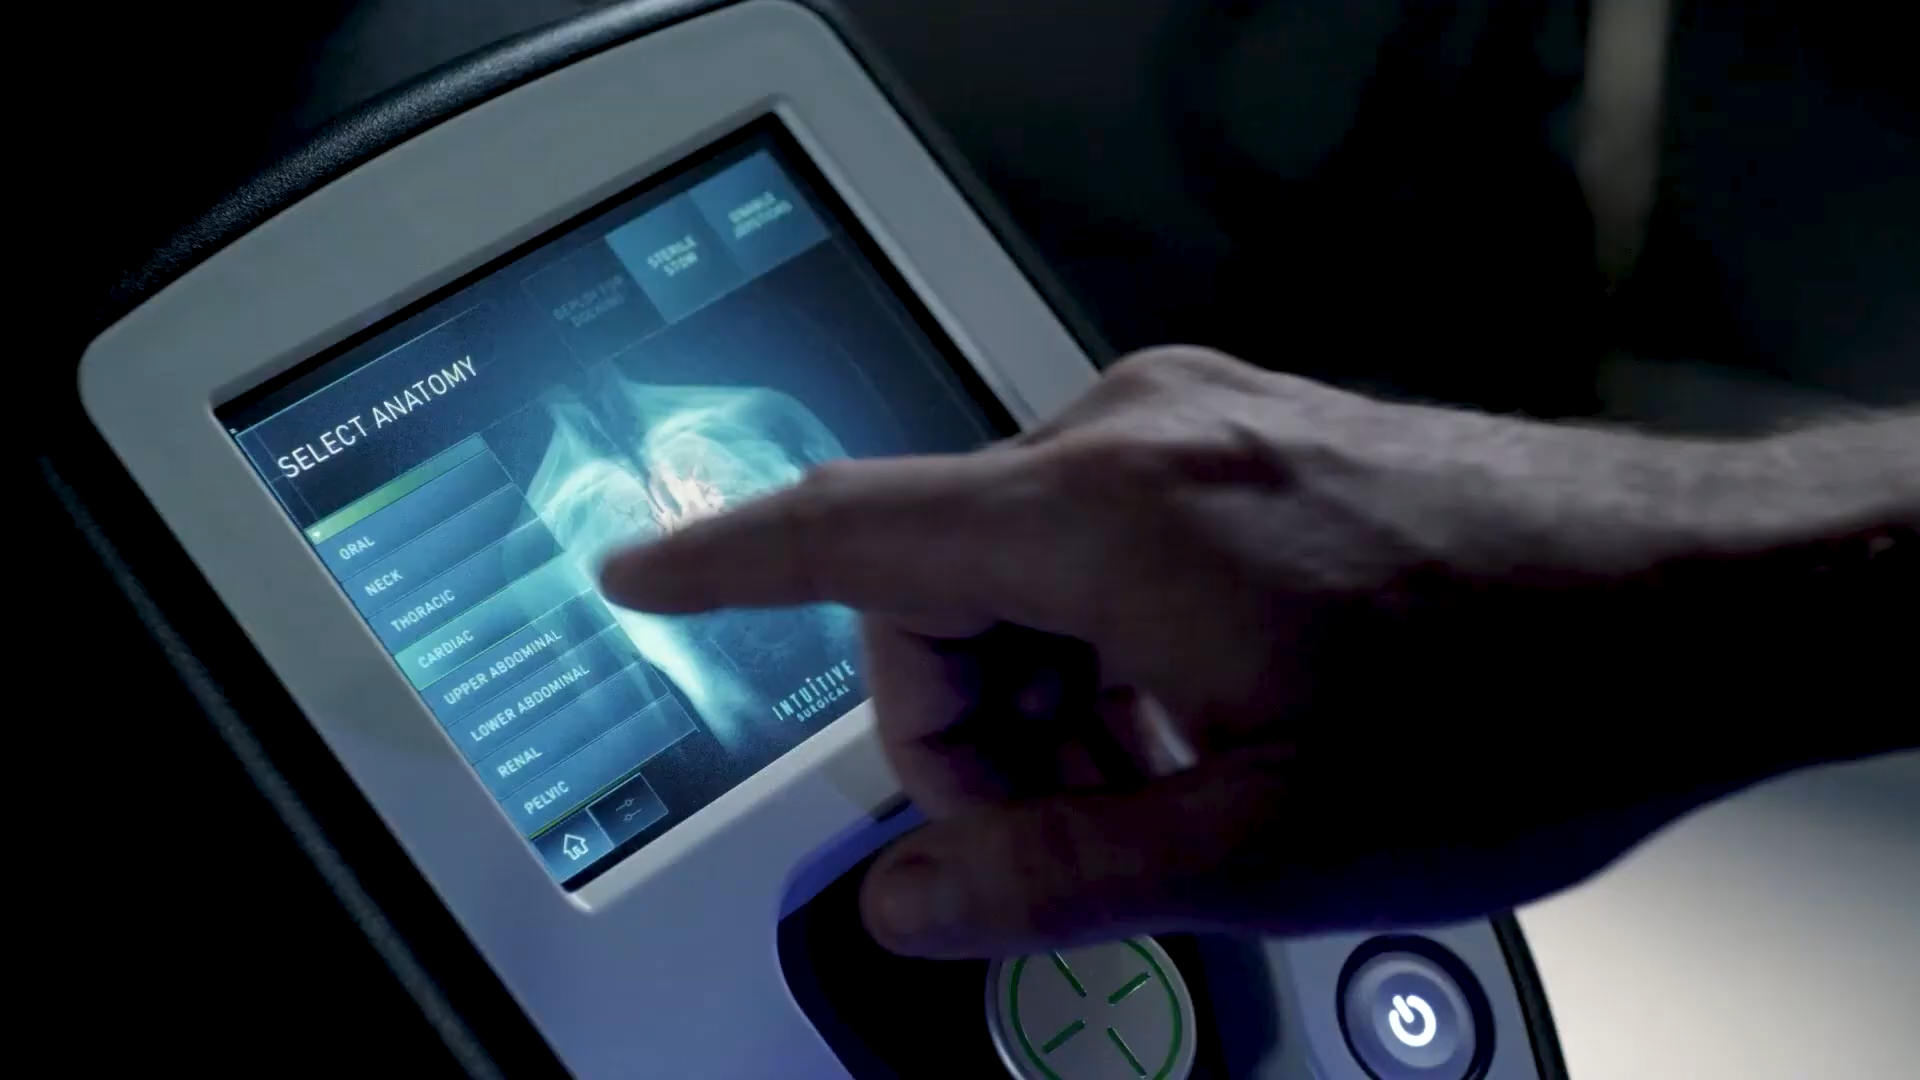 STERILE
STOW
SELECT ANATOMY
ORAL
NECK
THORACIC
CARDIAC
UPPER ABDOMINAL
LOWER ABDOMINAL
RENAL
PELVIC
INTUITIVE
SURGICAL